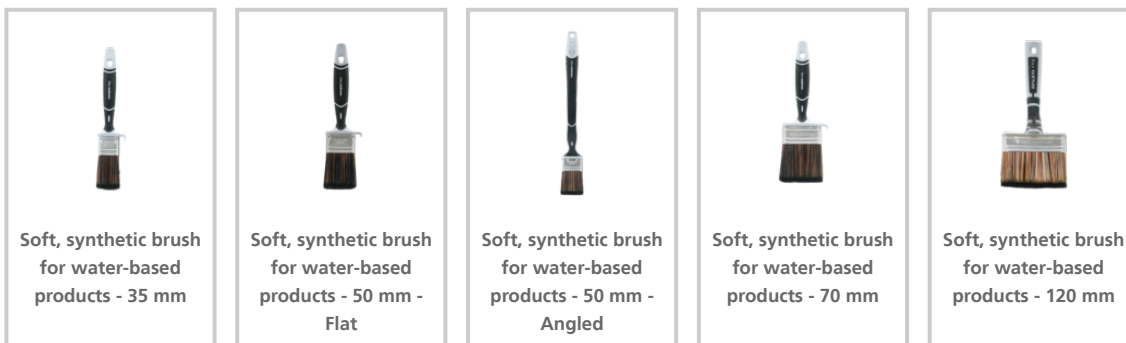 Soft, synthetic brush
for water-based
products - 35 mm
Soft, synthetic brush
for water-based
products - 50 mm -
Flat
Soft, synthetic brush
for water-based
products - 50 mm -
Angled
Soft, synthetic brush
for water-based
products - 70 mm
Soft, synthetic brush
for water-based
products - 120 mm